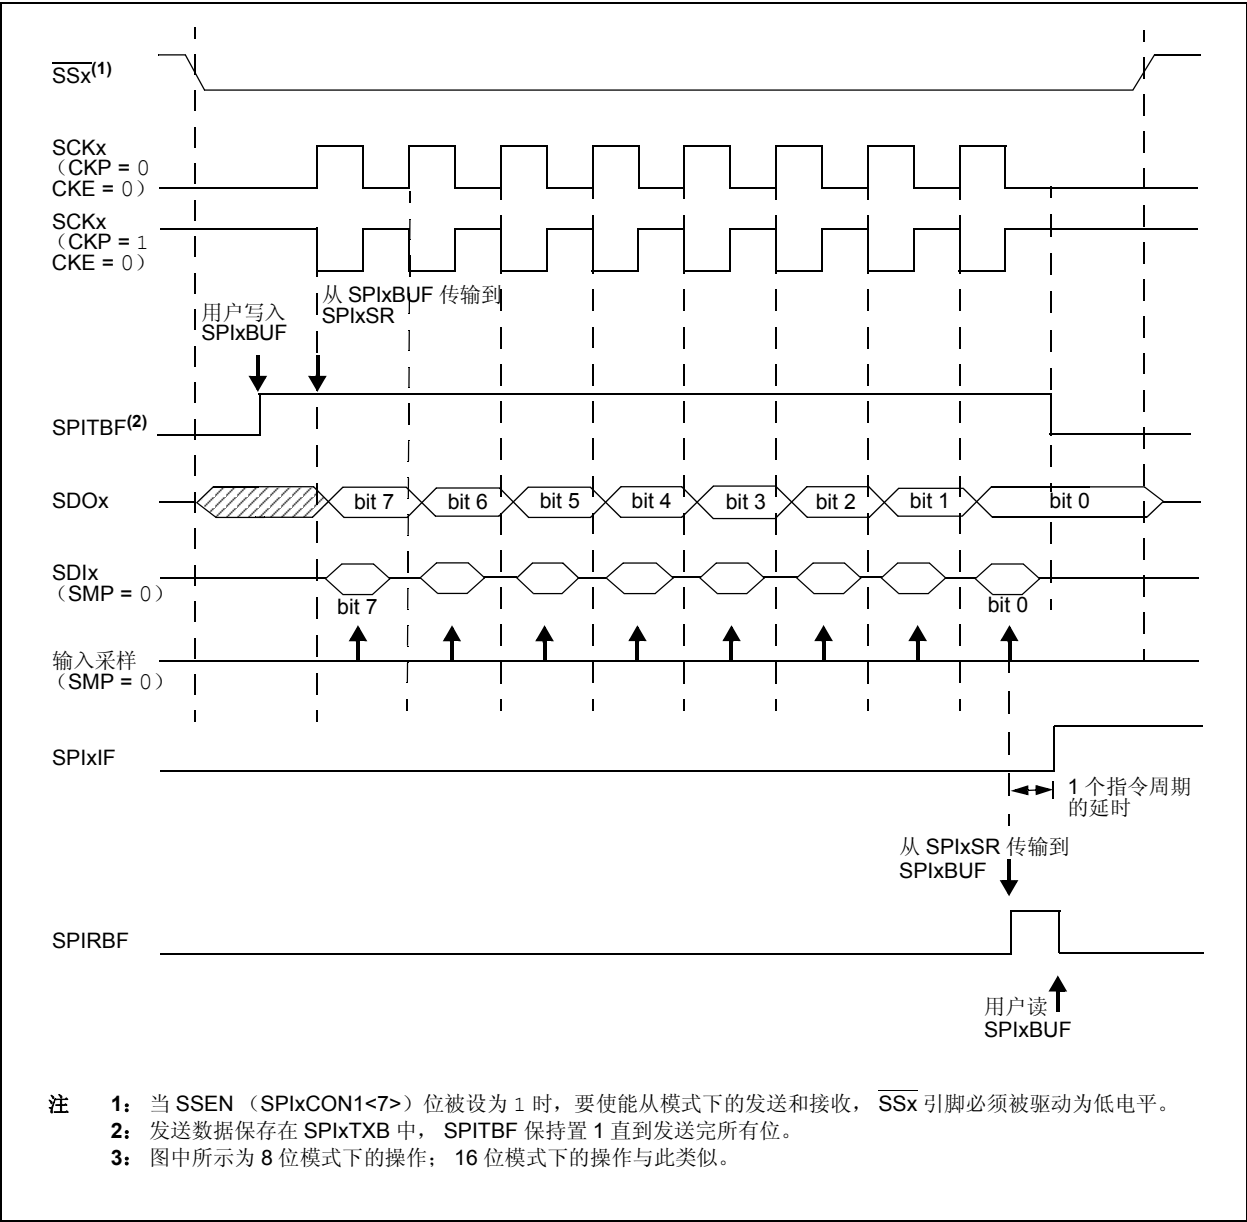 SSx(1)
SCKx
（CKP = 0
CKE = 0）
SCKx
（CKP = 1
CKE = 0）
用户写入
SPIxBUF
从 SPIxBUF 传输到
SPIxSR
SPITBF(2)
SDOx
bit 7 bit 6 bit 5 bit 4 bit 3 bit 2 bit 1 bit 0
SDIx
（SMP = 0）
bit 7 bit 0
输入采样
（SMP = 0）
SPIxIF
1 个指令周期
的延时
从 SPIxSR 传输到
SPIxBUF
SPIRBF
用户读
SPIxBUF
注 1： 当 SSEN （SPIxCON1<7>）位被设为 1 时，要使能从模式下的发送和接收， SSx 引脚必须被驱动为低电平。
2： 发送数据保存在 SPIxTXB 中， SPITBF 保持置 1 直到发送完所有位。
3： 图中所示为 8 位模式下的操作； 16 位模式下的操作与此类似。